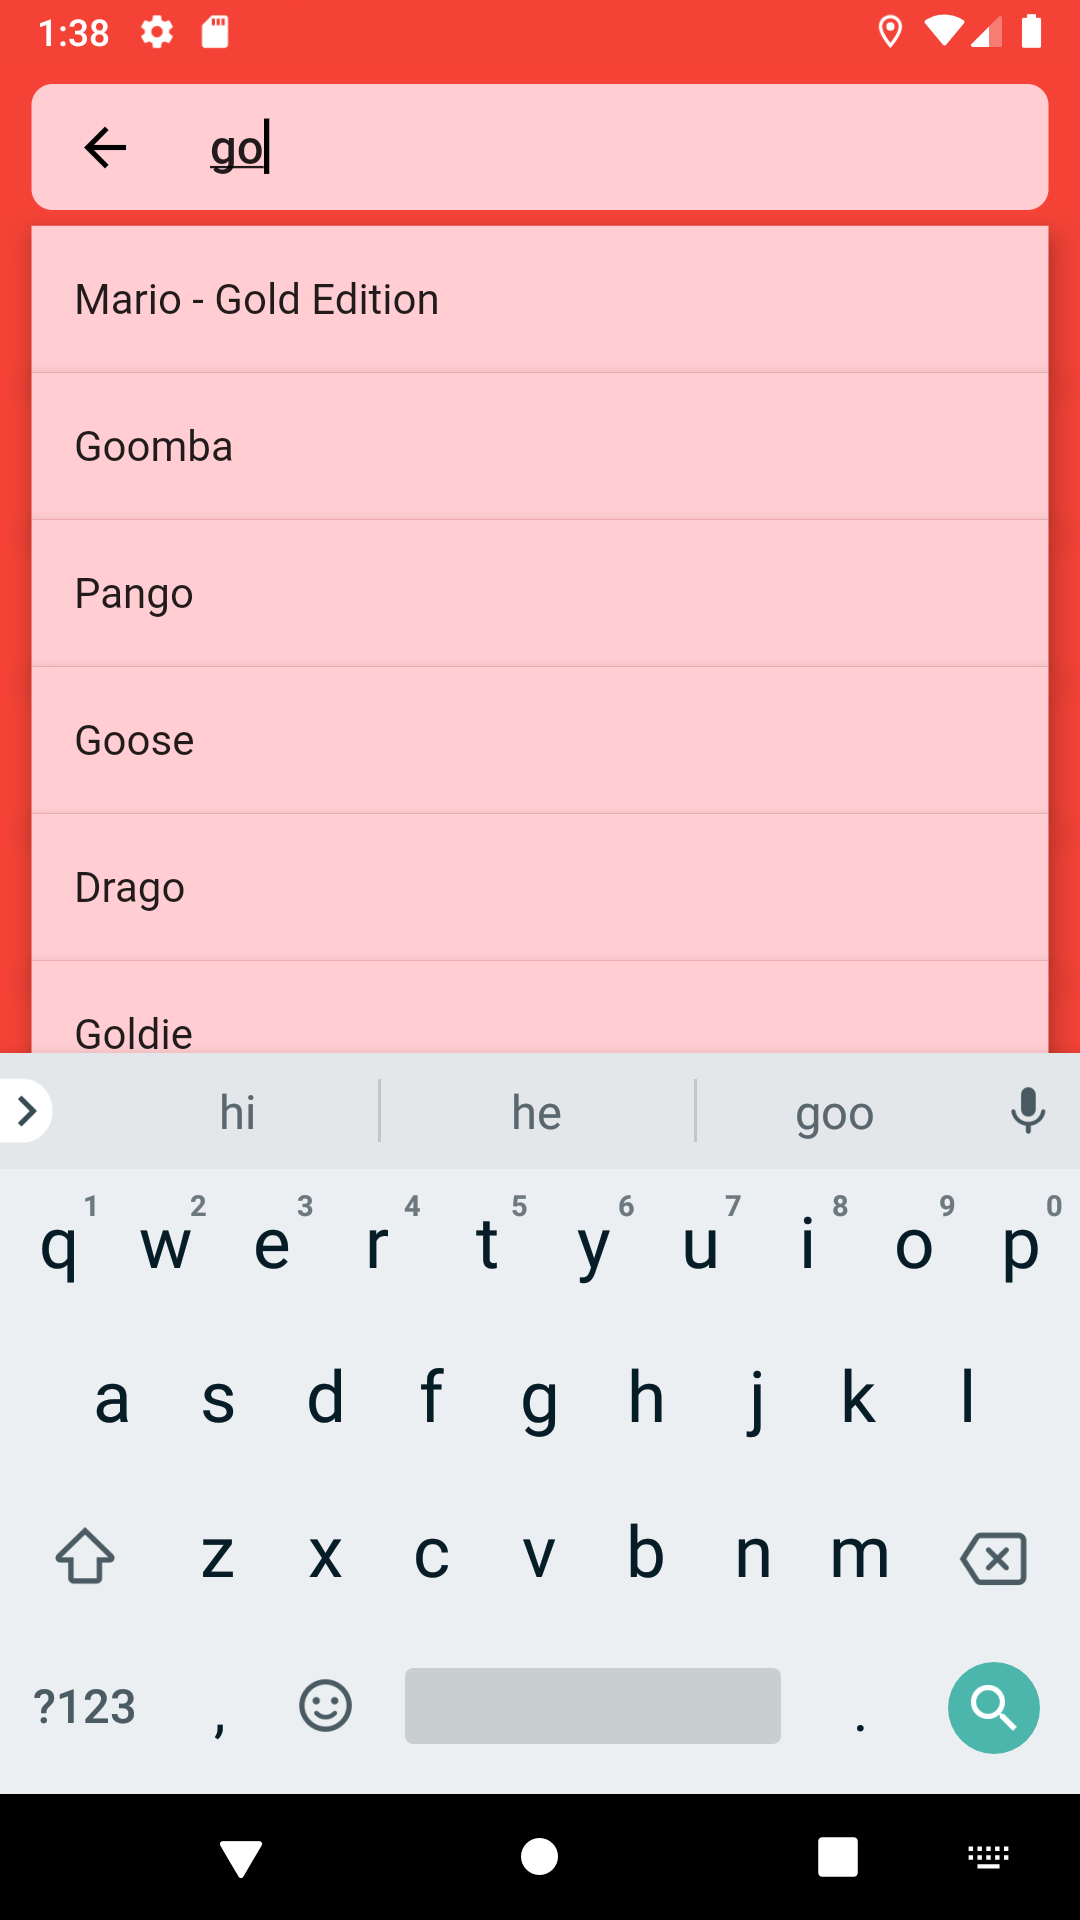 1:38
go
Mario - Gold Edition
Goomba
Pango
Goose
Drago
Goldie
hi he goo
1 2 3 4 5 6 7 8 9 0
q w e r t y u i o p
a s d f g h j k l
z x c v b n m
?123 , .